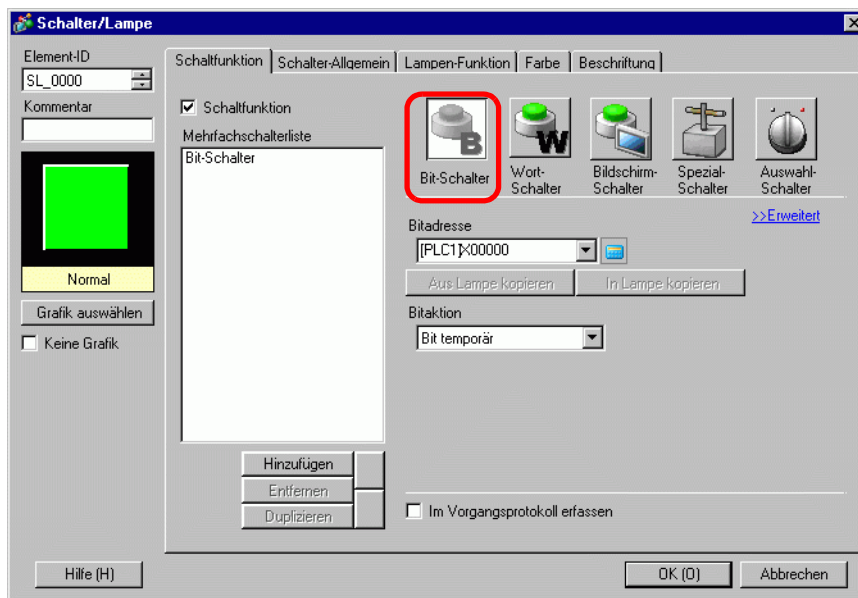 Schalter/Lampe
Element-ID
SL_0000
Kommentar
Normal
Grafik auswählen
Keine Grafik
Schaltfunktion
Schalter-Allgemein
Lampen-Funktion
Farbe
Beschriftung
Schaltfunktion
Mehrfachschalterliste
Bit-Schalter
Hinzufügen
Entfernen
Duplizieren
B
Bit-Schalter
W
Wort-
Schalter
Bildschirm-
Schalter
Spezial-
Schalter
Auswahl-
Schalter
>>Erweitert
Bitadresse
[PLC1]X00000
Aus Lampe kopieren
In Lampe kopieren
Bitaktion
Bit temporär
Im Vorgangsprotokoll erfassen
Hilfe (H)
OK (O)
Abbrechen